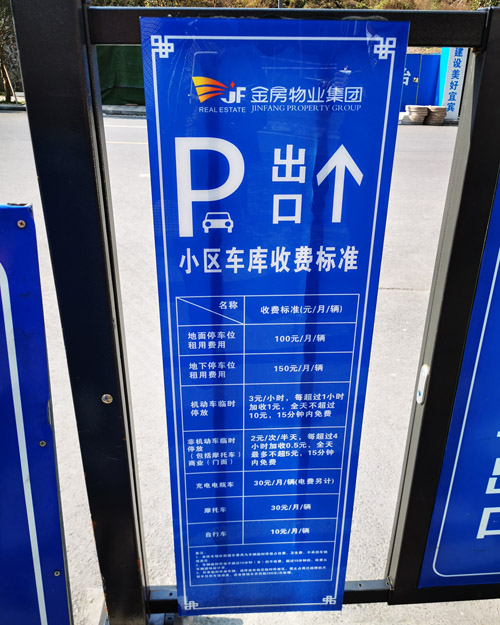 JF 金房物业集团
REAL ESTATE JINFANG PROPERTY GROUP
P 出口
小区车库收费标准
名称
收费标准(元/月/辆)
地面停车位
租用费用
100元/月/辆
地下停车位
租用费用
150元/月/辆
机动车临时
停放
3元/小时，每超过1小时
加收1元，全天不超过
10元，15分钟内免费
非机动车临时
停放
（包括摩托车）
商业（门面）
2元/次/半天，每超过4
小时加收0.5元，全天
最多不超5元，15分钟
内免费
充电电瓶车
30元/月/辆(电费另计)
摩托车
30元/月/辆
自行车
10元/月/辆
建设美好宜宾